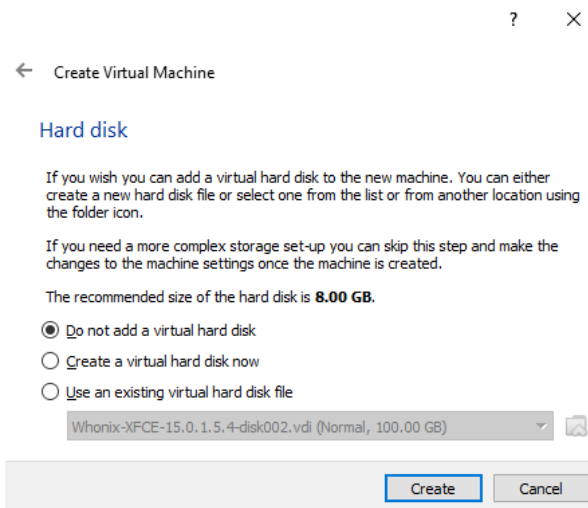 ?
Create Virtual Machine
Hard disk
If you wish you can add a virtual hard disk to the new machine. You can either
create a new hard disk file or select one from the list or from another location using
the folder icon.
If you need a more complex storage set-up you can skip this step and make the
changes to the machine settings once the machine is created.
The recommended size of the hard disk is 8.00 GB.
Do not add a virtual hard disk
Create a virtual hard disk now
Use an existing virtual hard disk file
Whonix-XFCE-15.0.1.5.4-disk002.vdi (Normal, 100.00 GB)
Create Cancel